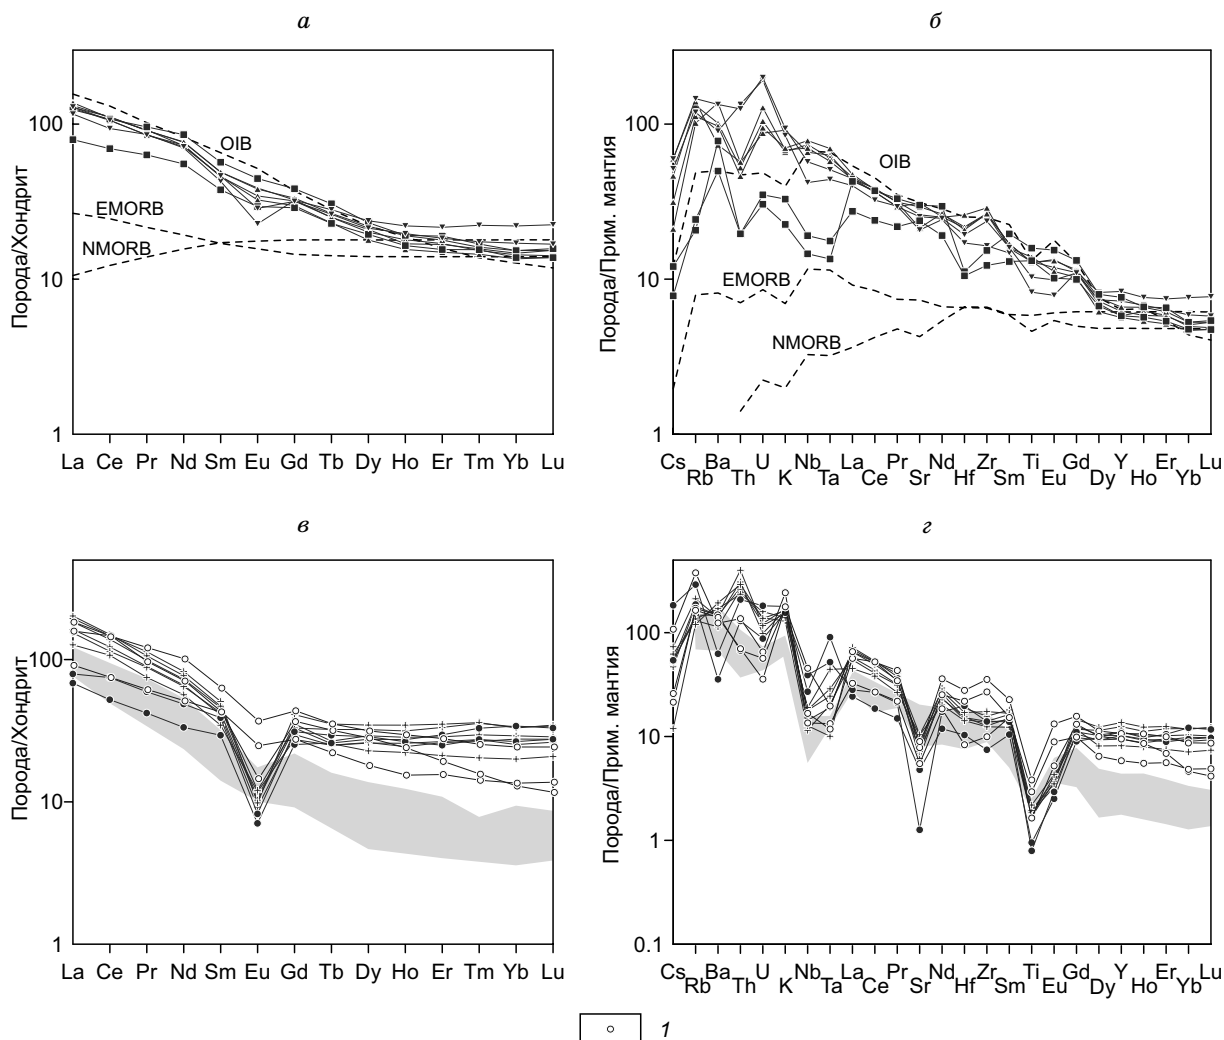 а
Порода/Хондрит
100
10
1
OIB
EMORB
NMORB
La Ce Pr Nd Sm Eu Gd Tb Dy Ho Er Tm Yb Lu
б
Порода/Прим. мантия
100
10
1
OIB
EMORB
NMORB
Cs Ba U Nb La Pr Nd Zr Ti Gd Y Er Lu
Rb Th K Ta Ce Sr Hf Sm Eu Dy Ho Yb
в
Порода/Хондрит
100
10
1
La Ce Pr Nd Sm Eu Gd Tb Dy Ho Er Tm Yb Lu
г
Порода/Прим. мантия
100
10
1
0.1
Cs Ba U Nb La Pr Nd Zr Ti Gd Y Er Lu
Rb Th K Ta Ce Sr Hf Sm Eu Dy Ho Yb
1